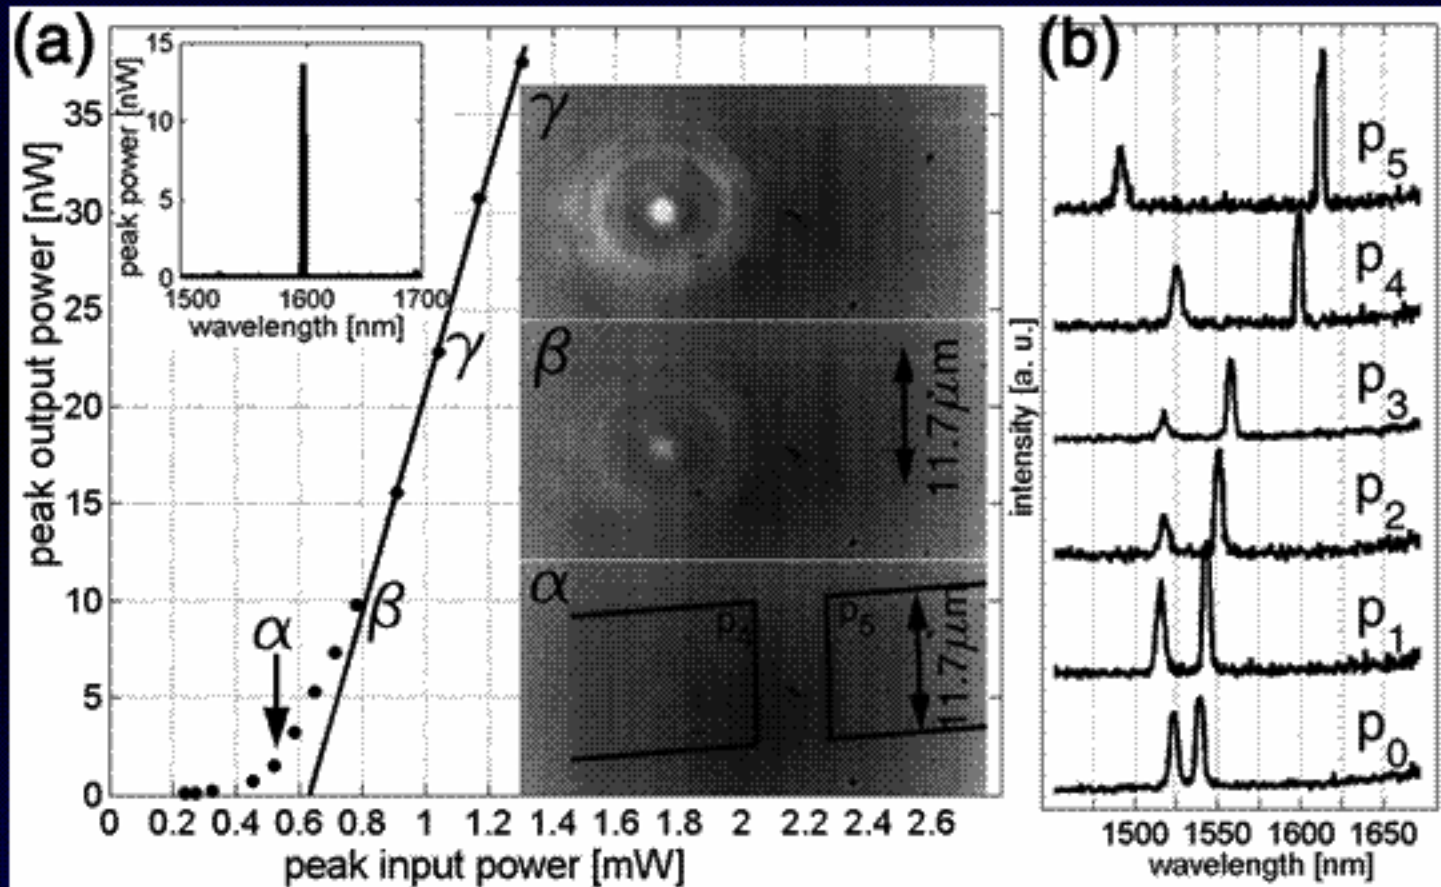 (a)
peak output power [nW]
35
30
25
20
15
10
5
0
0 0.2 0.4 0.6 0.8 1 1.2 1.4 1.6 1.8 2 2.2 2.4 2.6
peak input power [mW]
peak power [nW]
15
10
5
0
1500 1600 1700
wavelength [nm]
α
β
γ
γ
β
11.7μm
α
p4
p5
11.7μm
(b)
intensity [a. u.]
p5
p4
p3
p2
p1
p0
1500 1550 1600 1650
wavelength [nm]